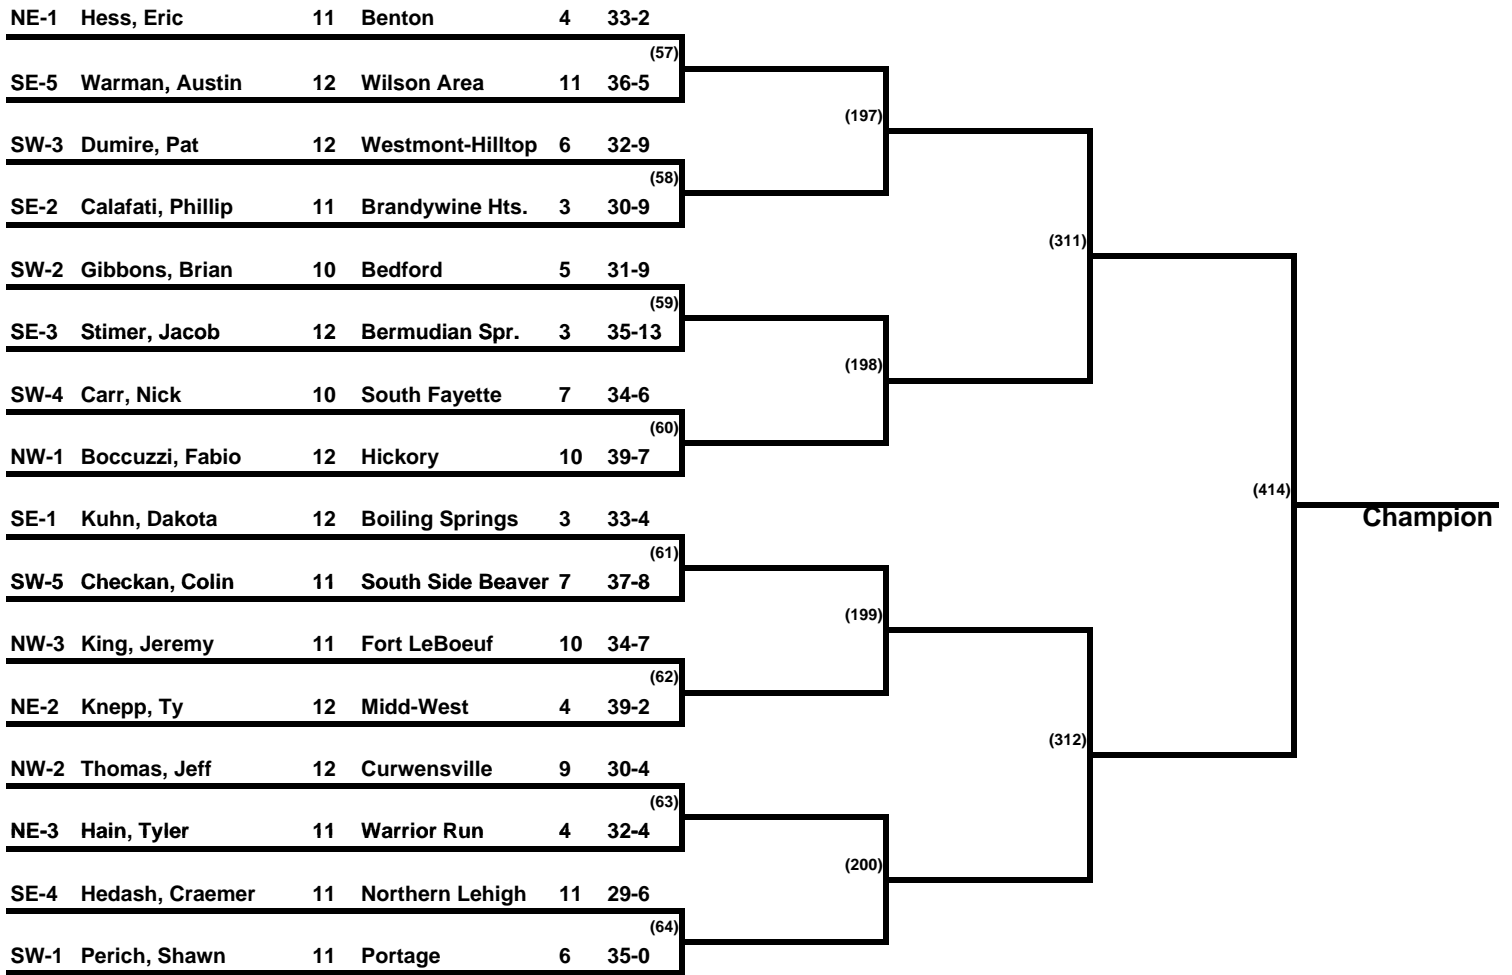 NE-1 Hess, Eric 11 Benton 4 33-2
(57)
SE-5 Warman, Austin 12 Wilson Area 11 36-5
(197)
SW-3 Dumire, Pat 12 Westmont-Hilltop 6 32-9
(58)
SE-2 Calafati, Phillip 11 Brandywine Hts. 3 30-9
(311)
SW-2 Gibbons, Brian 10 Bedford 5 31-9
(59)
SE-3 Stimer, Jacob 12 Bermudian Spr. 3 35-13
(198)
SW-4 Carr, Nick 10 South Fayette 7 34-6
(60)
NW-1 Boccuzzi, Fabio 12 Hickory 10 39-7
(414)
Champion
SE-1 Kuhn, Dakota 12 Boiling Springs 3 33-4
(61)
SW-5 Checkan, Colin 11 South Side Beaver 7 37-8
(199)
NW-3 King, Jeremy 11 Fort LeBoeuf 10 34-7
(62)
NE-2 Knepp, Ty 12 Midd-West 4 39-2
(312)
NW-2 Thomas, Jeff 12 Curwensville 9 30-4
(63)
NE-3 Hain, Tyler 11 Warrior Run 4 32-4
(200)
SE-4 Hedash, Craemer 11 Northern Lehigh 11 29-6
(64)
SW-1 Perich, Shawn 11 Portage 6 35-0